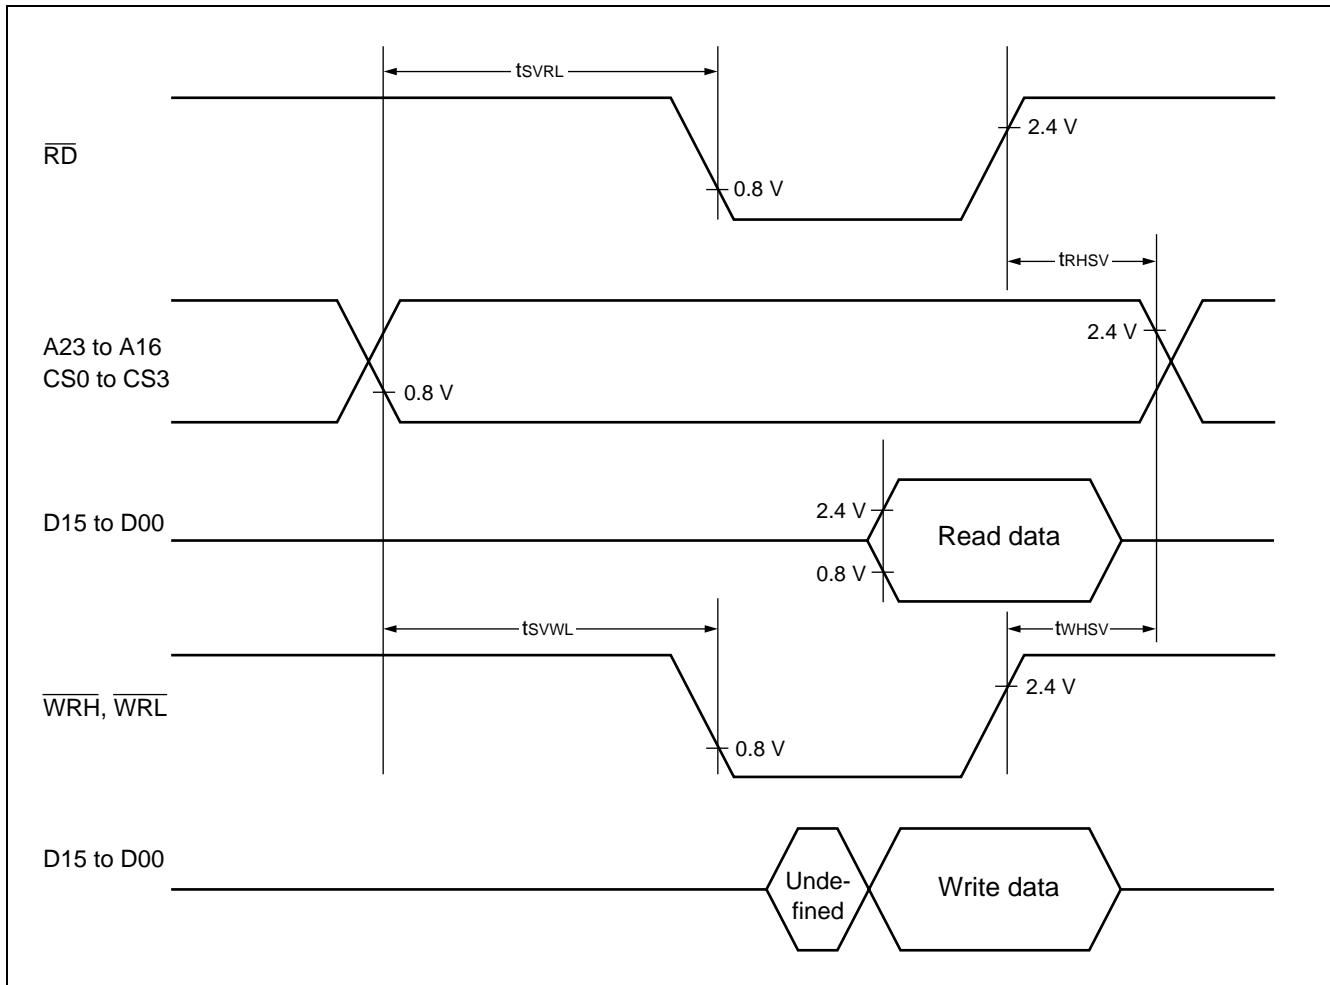 tSVRL
2.4 V
RD
0.8 V
tRHSV
2.4 V
A23 to A16
CS0 to CS3
0.8 V
D15 to D00
2.4 V
Read data
0.8 V
tSVWL
tWHSV
2.4 V
WRH, WRL
0.8 V
D15 to D00
Unde-
fined
Write data